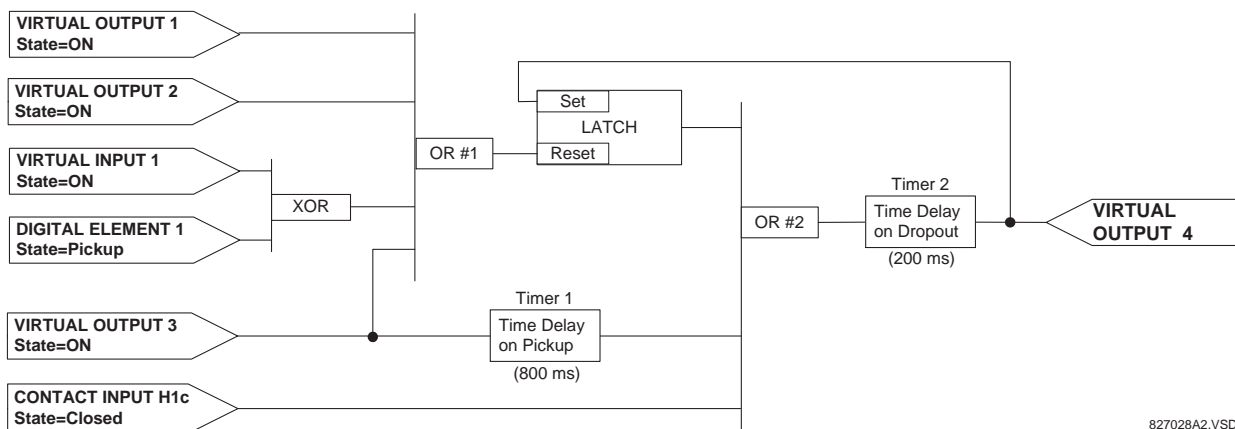 VIRTUAL OUTPUT 1
State=ON
VIRTUAL OUTPUT 2
State=ON
VIRTUAL INPUT 1
State=ON
DIGITAL ELEMENT 1
State=Pickup
VIRTUAL OUTPUT 3
State=ON
CONTACT INPUT H1c
State=Closed
XOR
OR #1
Set
LATCH
Reset
Timer 1
Time Delay
on Pickup
(800 ms)
OR #2
Timer 2
Time Delay
on Dropout
(200 ms)
VIRTUAL
OUTPUT 4
827028A2.VSD